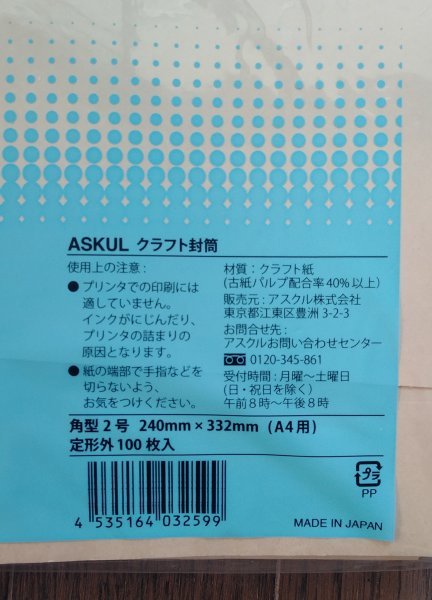 ASKUL クラフト封筒
使用上の注意:
● プリンタでの印刷には
適していません。
インクがにじんだり、
プリンタの詰まりの
原因となります。
● 紙の端部で手指などを
切らないよう、
お気をつけください。
材質:クラフト紙
(古紙パルプ配合率40%以上)
販売元:アスクル株式会社
東京都江東区豊洲 3-2-3
お問合せ先:
アスクルお問い合わせセンター
0120-345-861
受付時間:月曜〜土曜日
(日・祝日を除く)
午前8時〜午後8時
角型2号 240mm×332mm (A4用)
定形外100枚入
4 535164 032599
プラ
PP
MADE IN JAPAN